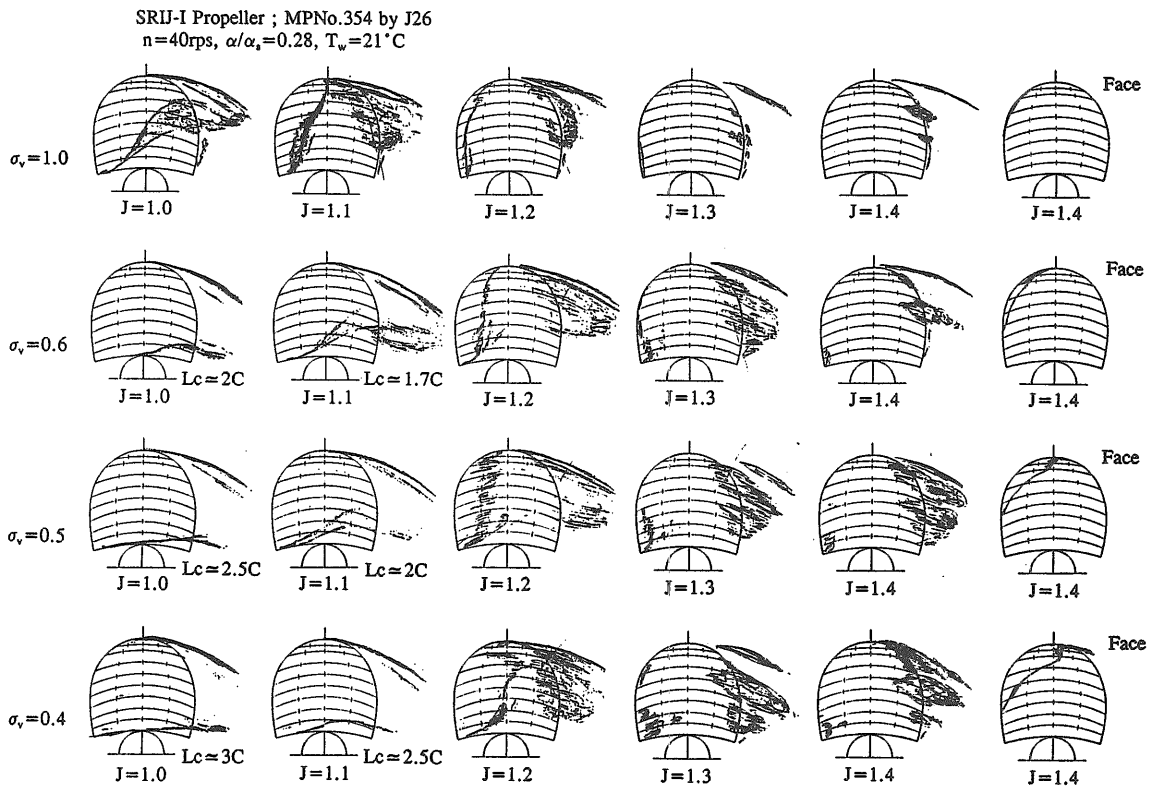 SRIJ-I Propeller ; MPNo.354 by J26
n=40rps, α/αₛ=0.28, T_w=21˚C
Face
σᵥ=1.0
J=1.0 J=1.1 J=1.2 J=1.3 J=1.4 J=1.4
Face
σᵥ=0.6
Lc≃2C Lc≃1.7C
J=1.0 J=1.1 J=1.2 J=1.3 J=1.4 J=1.4
Face
σᵥ=0.5
Lc≃2.5C Lc≃2C
J=1.0 J=1.1 J=1.2 J=1.3 J=1.4 J=1.4
Face
σᵥ=0.4
Lc≃3C Lc≃2.5C
J=1.0 J=1.1 J=1.2 J=1.3 J=1.4 J=1.4